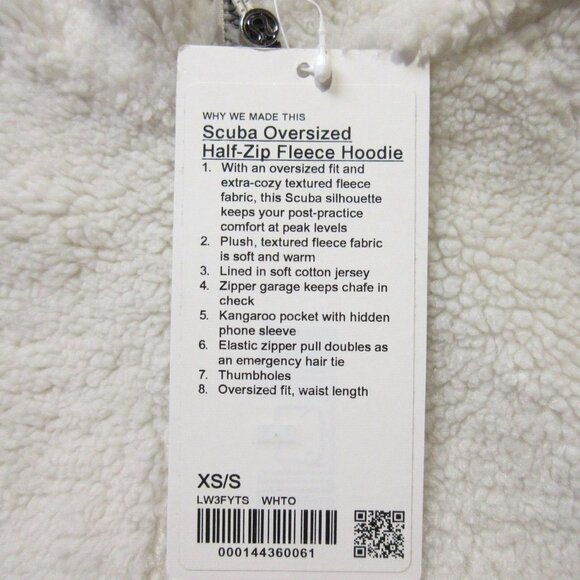 WHY WE MADE THIS
Scuba Oversized
Half-Zip Fleece Hoodie
1. With an oversized fit and
extra-cozy textured fleece
fabric, this Scuba silhouette
keeps your post-practice
comfort at peak levels
2. Plush, textured fleece fabric
is soft and warm
3. Lined in soft cotton jersey
4. Zipper garage keeps chafe in
check
5. Kangaroo pocket with hidden
phone sleeve
6. Elastic zipper pull doubles as
an emergency hair tie
7. Thumbholes
8. Oversized fit, waist length
XS/S
LW3FYTS WHTO
000144360061